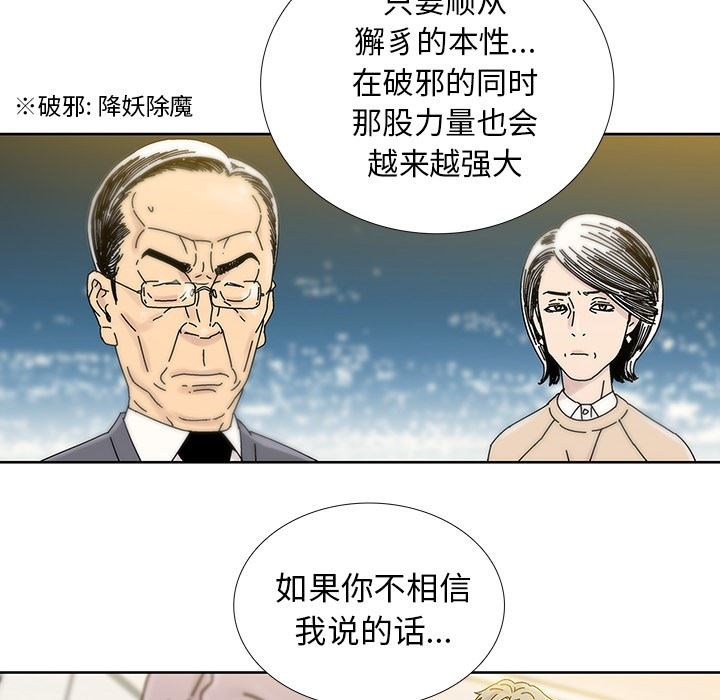 只要顺从
獬豸的本性...
在破邪的同时
那股力量也会
越来越强大
※破邪: 降妖除魔
如果你不相信
我说的话...